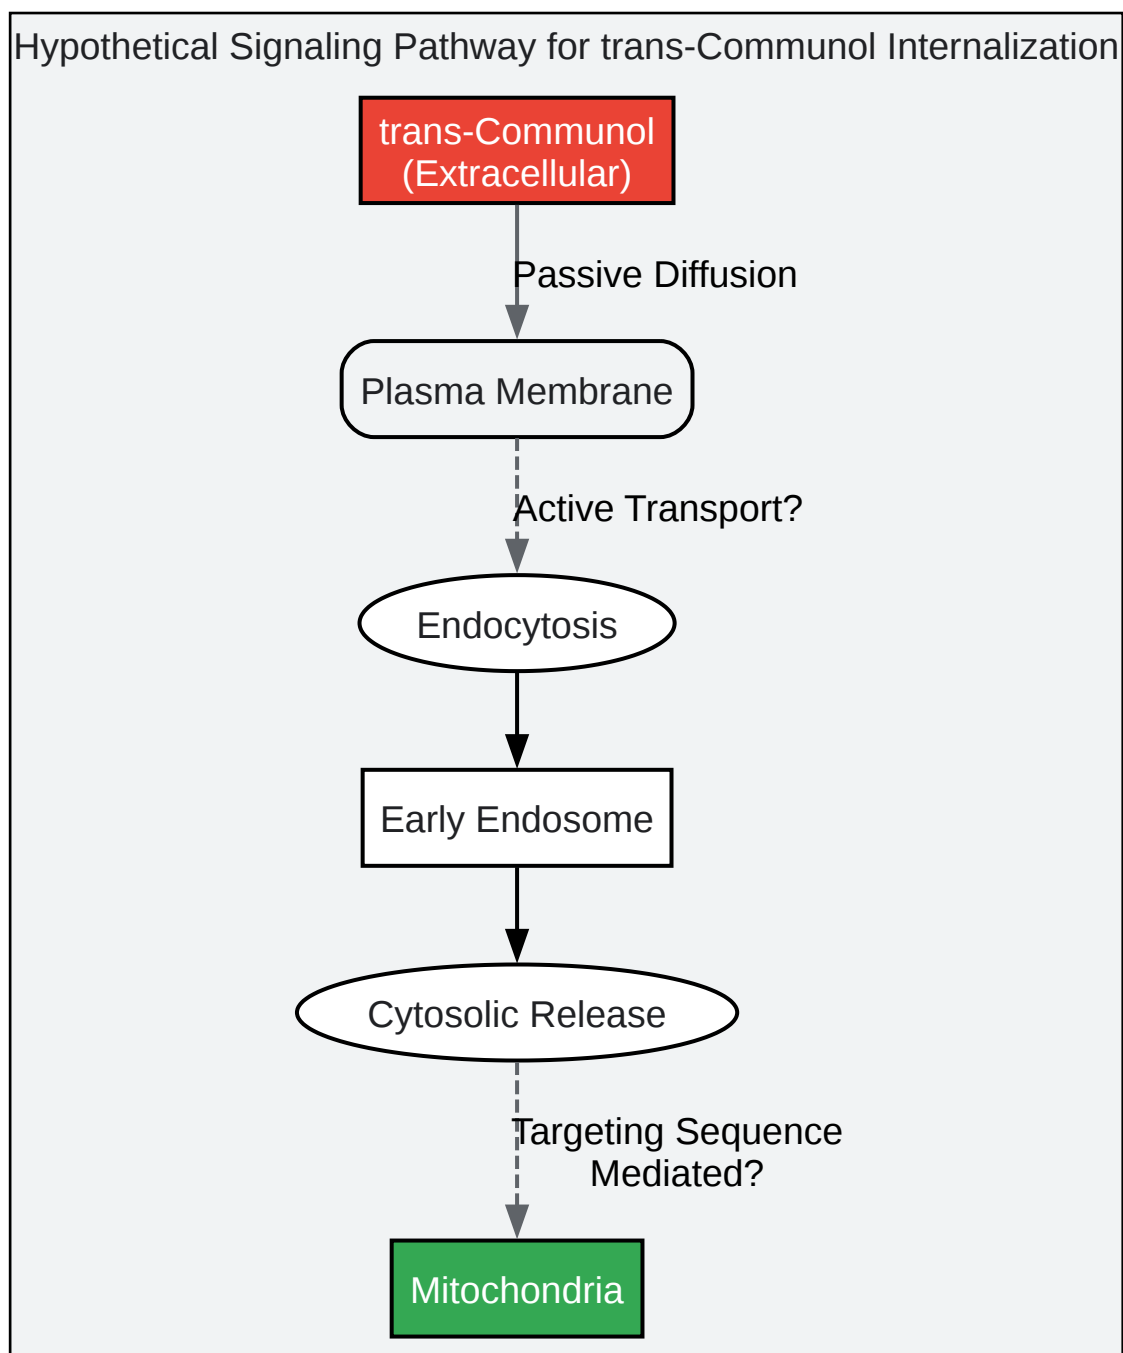 Hypothetical Signaling Pathway for trans-Communol Internalization
trans-Communol
(Extracellular)
Passive Diffusion
Plasma Membrane
Active Transport?
Endocytosis
Early Endosome
Cytosolic Release
Targeting Sequence
Mediated?
Mitochondria